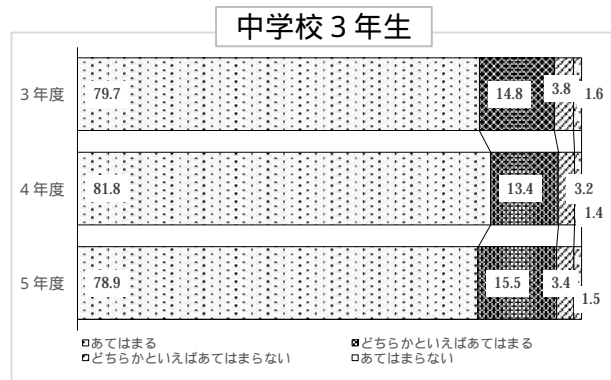 中学校３年生
３年度 79.7 14.8 3.8 1.6
４年度 81.8 13.4 3.2 1.4
５年度 78.9 15.5 3.4 1.5
あてはまる どちらかといえばあてはまる
どちらかといえばあてはまらない あてはまらない